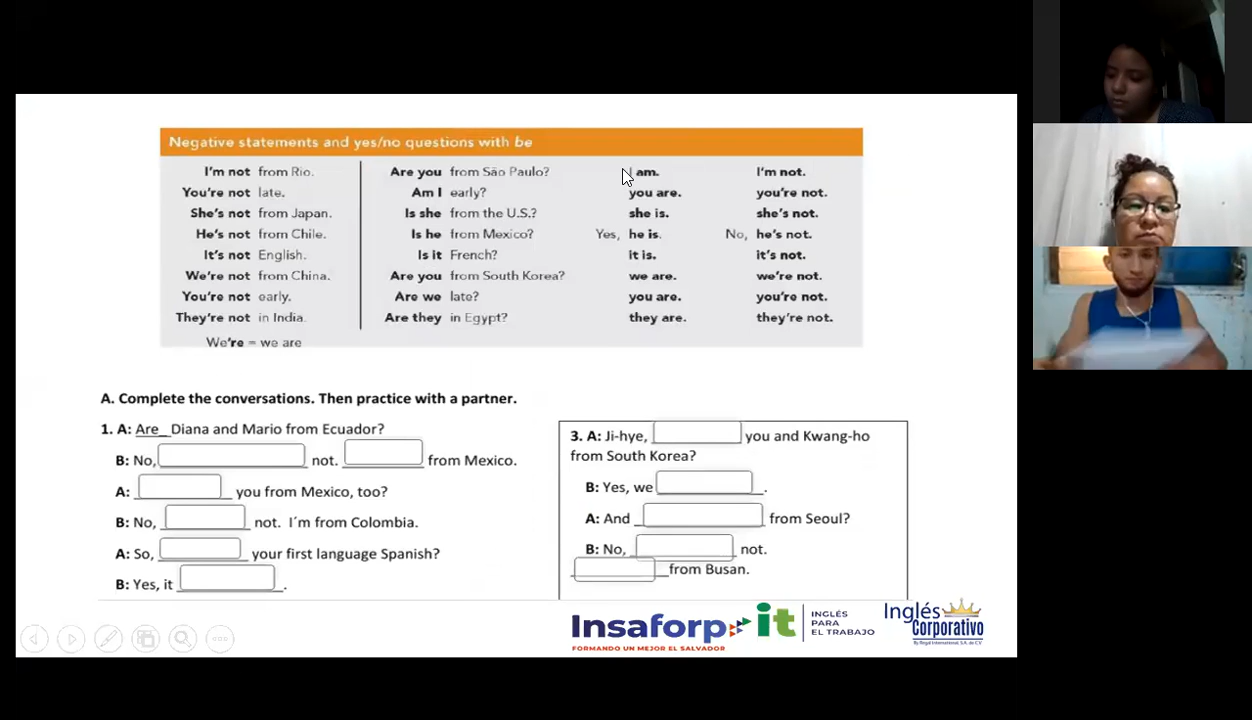 Negative statements and yes/no questions with be
I'm not from Rio.
You're not late.
She's not from Japan.
He's not from Chile.
It's not English.
We're not from China.
You're not early.
They're not in India.
We're = we are
Are you from São Paulo?
Am I early?
Is she from the U.S.?
Is he from Mexico?
Is it French?
Are you from South Korea?
Are we late?
Are they in Egypt?
Yes,
I am.
you are.
she is.
he is.
it is.
we are.
you are.
they are.
No,
I'm not.
you're not.
she's not.
he's not.
it's not.
we're not.
you're not.
they're not.
A. Complete the conversations. Then practice with a partner.
1. A: Are_ Diana and Mario from Ecuador?
B: No, not. from Mexico.
A: you from Mexico, too?
B: No, not. I´m from Colombia.
A: So, your first language Spanish?
B: Yes, it .
3. A: Ji-hye, you and Kwang-ho
from South Korea?
B: Yes, we .
A: And from Seoul?
B: No, not.
from Busan.
Insaforp
FORMANDO UN MEJOR EL SALVADOR
it
INGLÉS
PARA
EL TRABAJO
Inglés
Corporativo
By Regal International, S.A. de C.V.